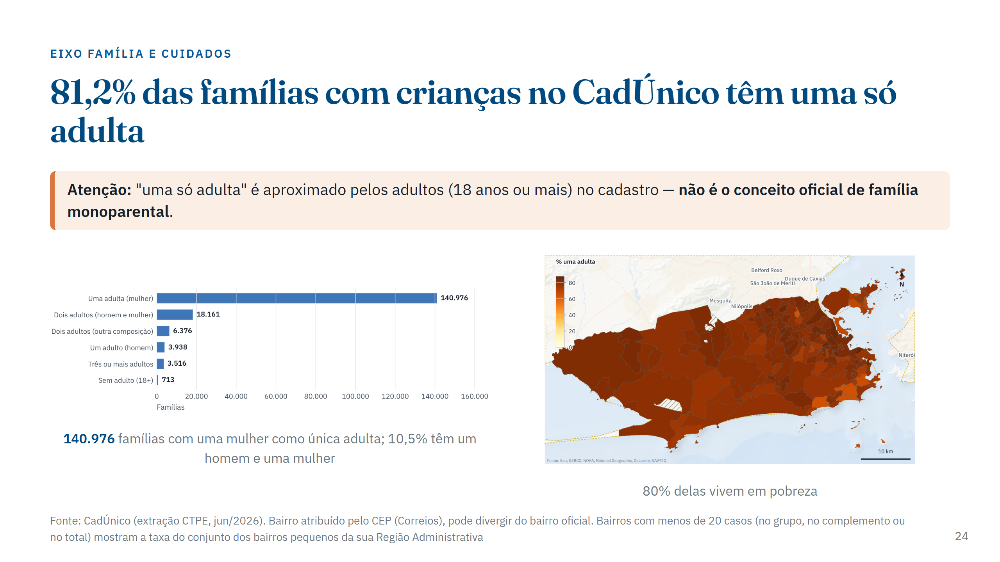 EIXO FAMÍLIA E CUIDADOS
81,2% das famílias com crianças no CadÚnico têm uma só
adulta
Atenção: "uma só adulta" é aproximado pelos adultos (18 anos ou mais) no cadastro — não é o conceito oficial de família
monoparental.
Uma adulta (mulher) 140.976
Dois adultos (homem e mulher) 18.161
Dois adultos (outra composição) 6.376
Um adulto (homem) 3.938
Três ou mais adultos 3.516
Sem adulto (18+) 713
0 20.000 40.000 60.000 80.000 100.000 120.000 140.000 160.000
Famílias
140.976 famílias com uma mulher como única adulta; 10,5% têm um
homem e uma mulher
% uma adulta
80
60
40
20
0
Belford Roxo
Duque de Caxias
São João de Meriti
Mesquita
Nilópolis
Niterói
N
10 km
Fundo: Esri, GEBCO, NOAA, National Geographic, DeLorme, NAVTEQ
80% delas vivem em pobreza
Fonte: CadÚnico (extração CTPE, jun/2026). Bairro atribuído pelo CEP (Correios), pode divergir do bairro oficial. Bairros com menos de 20 casos (no grupo, no complemento ou
no total) mostram a taxa do conjunto dos bairros pequenos da sua Região Administrativa
24